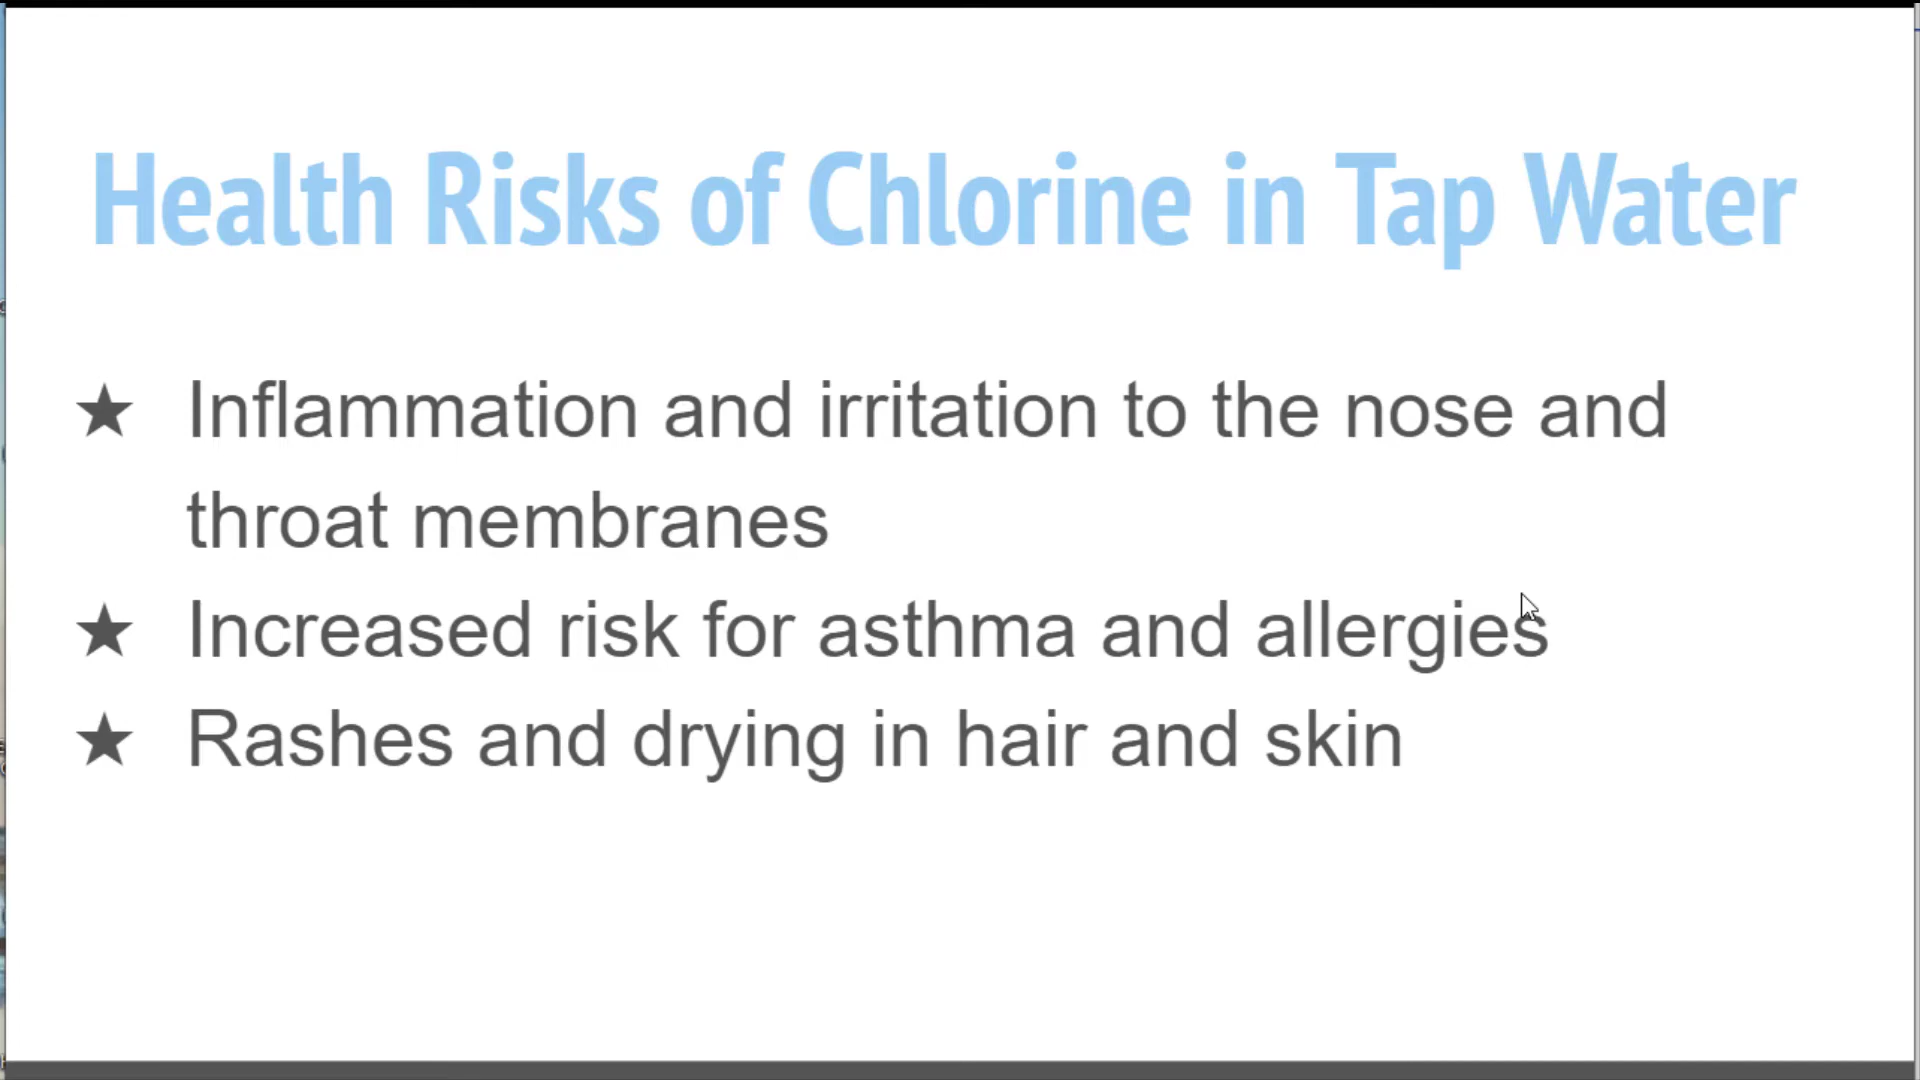 Health Risks of Chlorine in Tap Water
★ Inflammation and irritation to the nose and
throat membranes
★ Increased risk for asthma and allergies
★ Rashes and drying in hair and skin